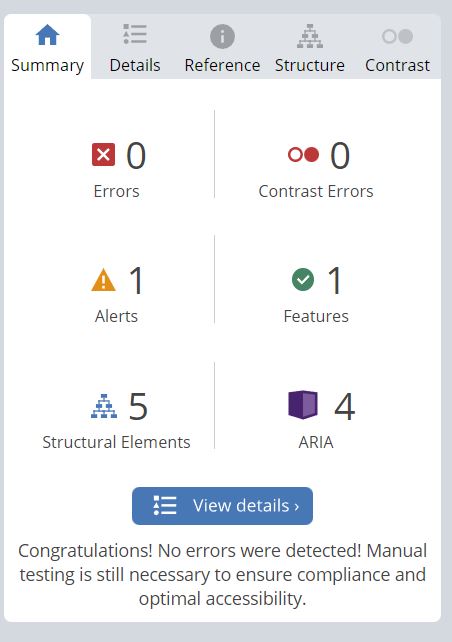 Summary Details Reference Structure Contrast
0 0
Errors Contrast Errors
1 1
Alerts Features
5 4
Structural Elements ARIA
View details ›
Congratulations! No errors were detected! Manual
testing is still necessary to ensure compliance and
optimal accessibility.